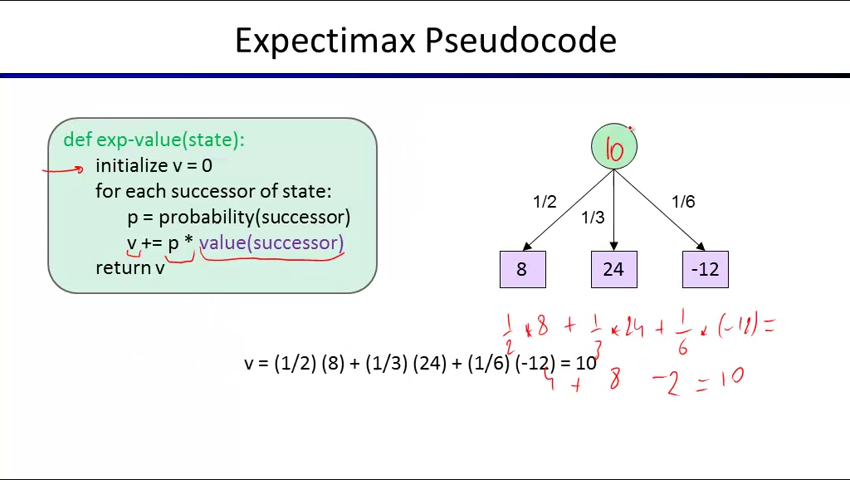 Expectimax Pseudocode
def exp-value(state):
initialize v = 0
for each successor of state:
p = probability(successor)
v += p * value(successor)
return v
10
1/2 1/3 1/6
8 24 -12
1/2 * 8 + 1/3 * 24 + 1/6 * (-12) =
v = (1/2) (8) + (1/3) (24) + (1/6) (-12) = 10
4 + 8 -2 = 10